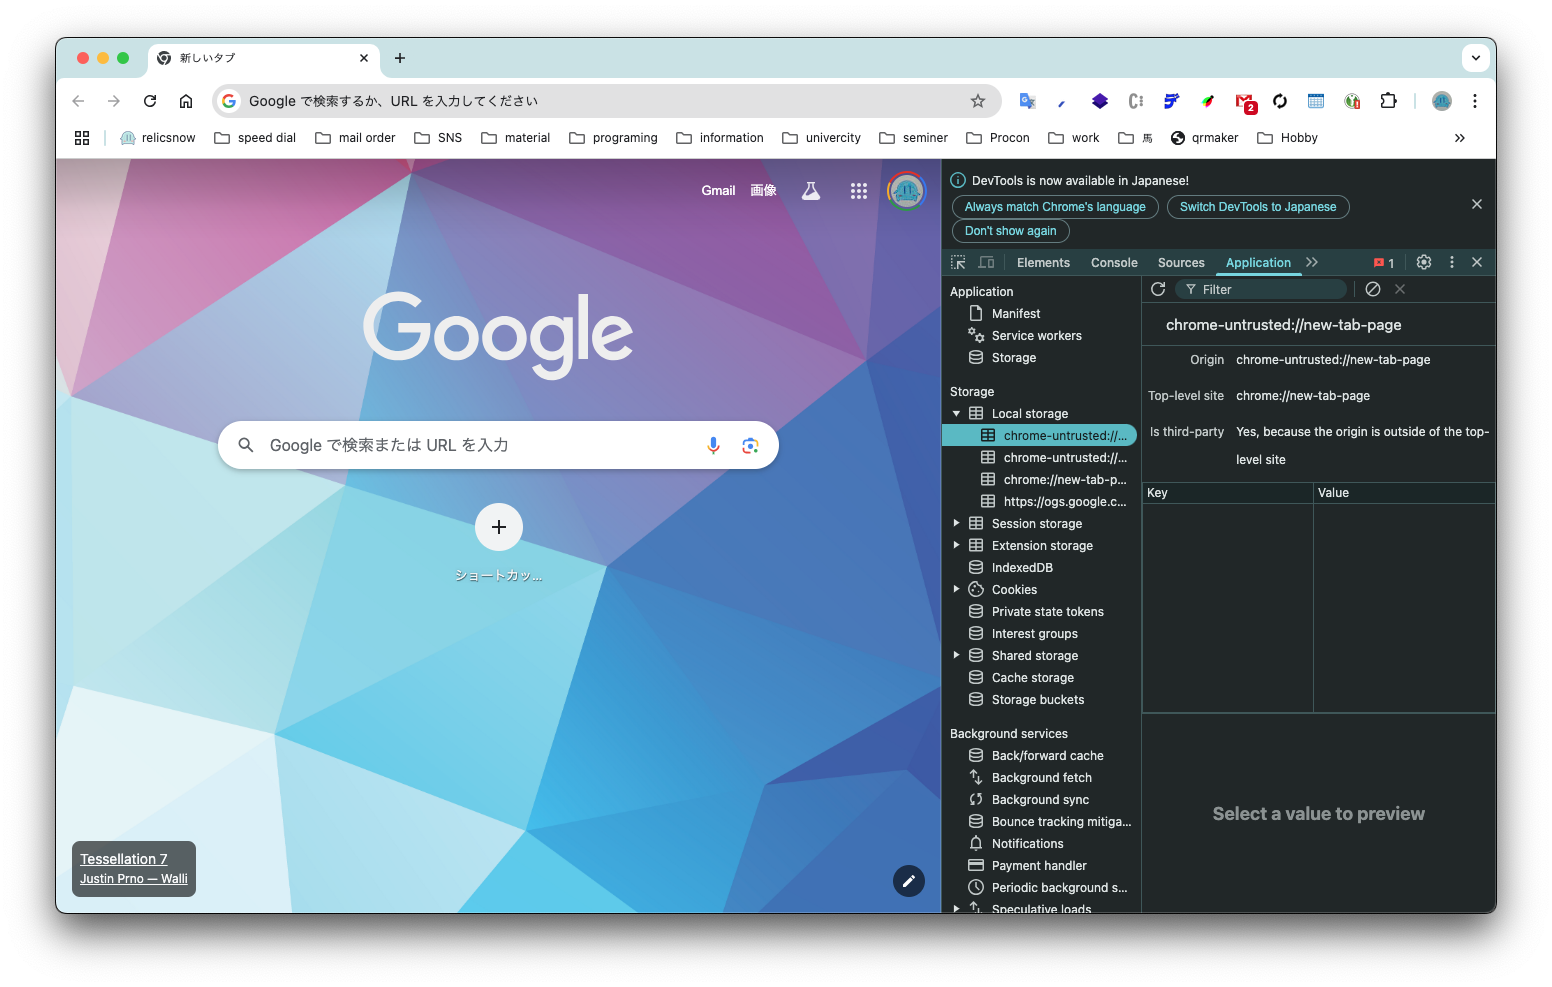 新しいタブ
Google で検索するか、URL を入力してください
2
relicsnow speed dial mail order SNS material programing information univercity seminer Procon work 馬 qrmaker Hobby
Gmail 画像
Google
Google で検索または URL を入力
ショートカッ...
Tessellation 7
Justin Prno — Walli
DevTools is now available in Japanese!
Always match Chrome's language Switch DevTools to Japanese
Don't show again
Elements Console Sources Application 1
Application
Manifest
Service workers
Storage
Storage
Local storage
chrome-untrusted://...
chrome-untrusted://...
chrome://new-tab-p...
https://ogs.google.c...
Session storage
Extension storage
IndexedDB
Cookies
Private state tokens
Interest groups
Shared storage
Cache storage
Storage buckets
Background services
Back/forward cache
Background fetch
Background sync
Bounce tracking mitiga...
Notifications
Payment handler
Periodic background s...
Speculative loads
Filter
chrome-untrusted://new-tab-page
Origin chrome-untrusted://new-tab-page
Top-level site chrome://new-tab-page
Is third-party Yes, because the origin is outside of the top-
level site
Key Value
Select a value to preview